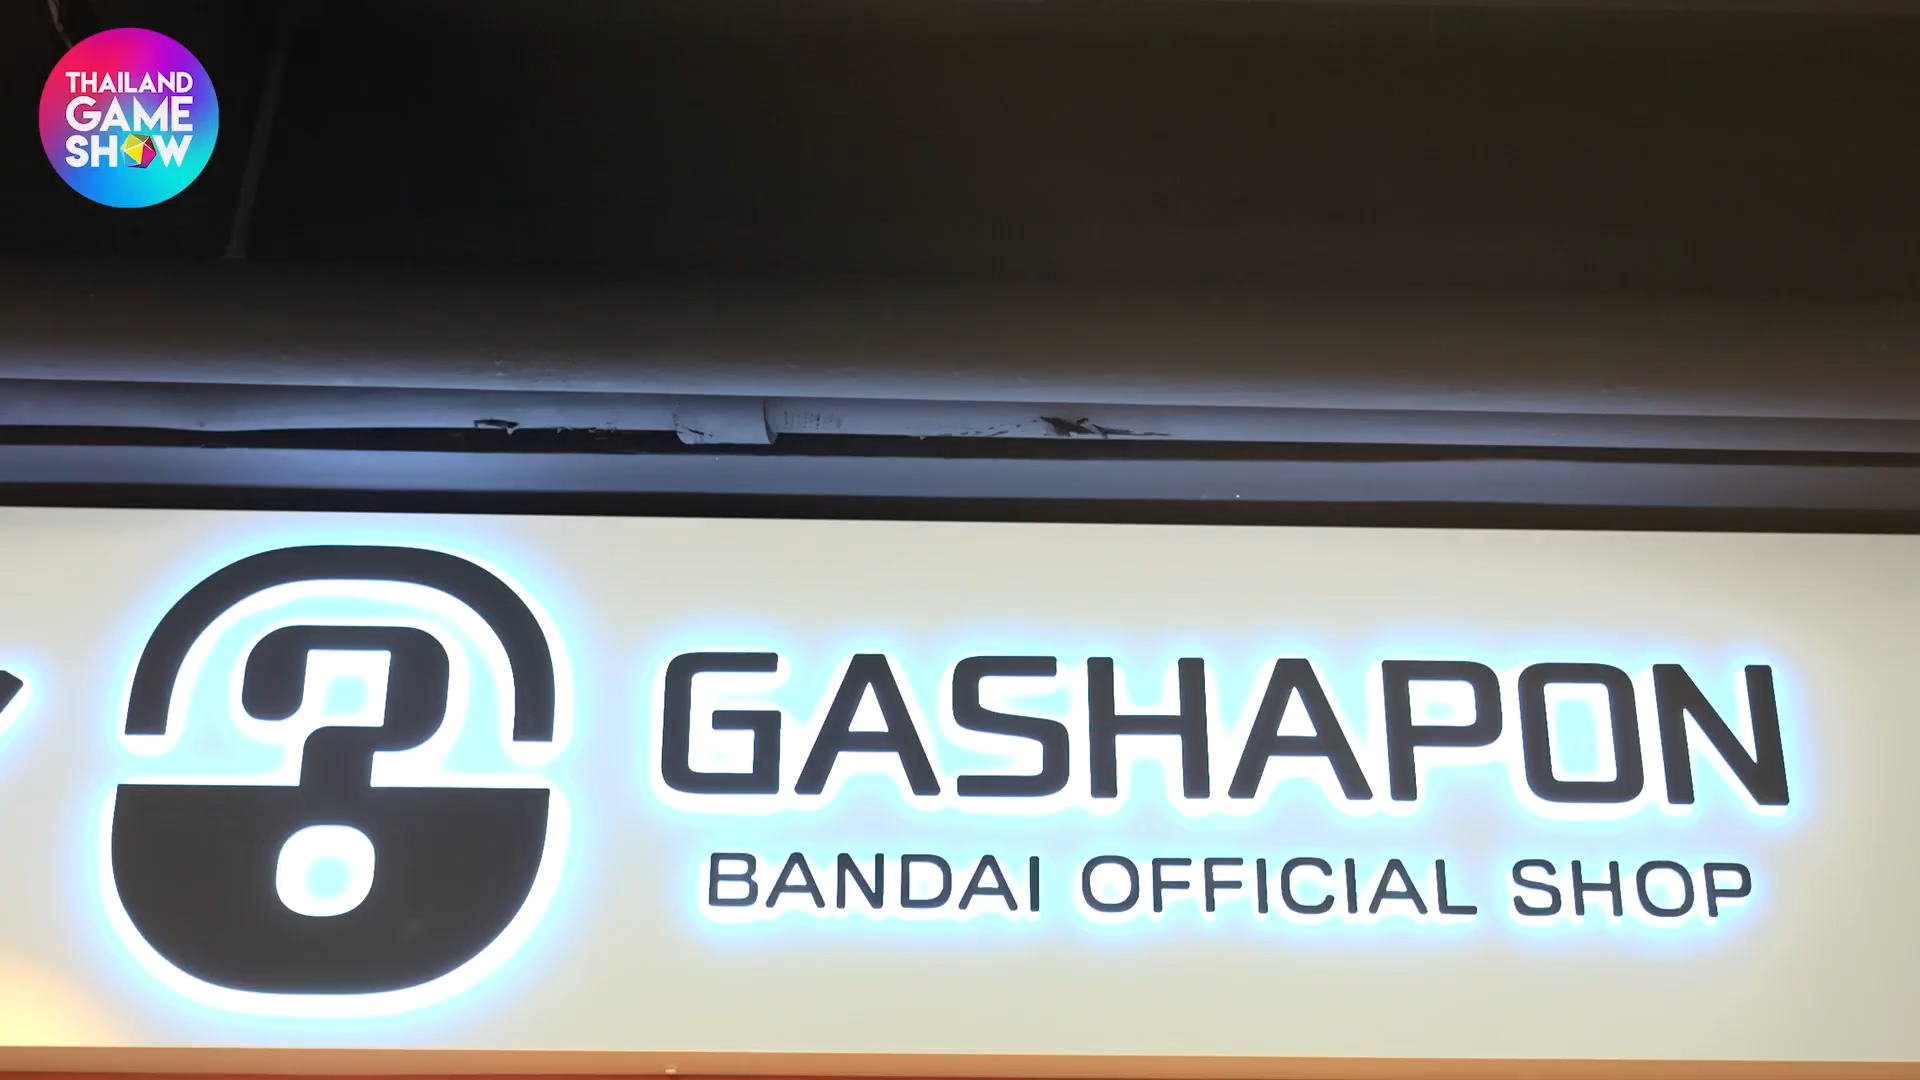 THAILAND
GAME
SHOW
GASHAPON
BANDAI OFFICIAL SHOP